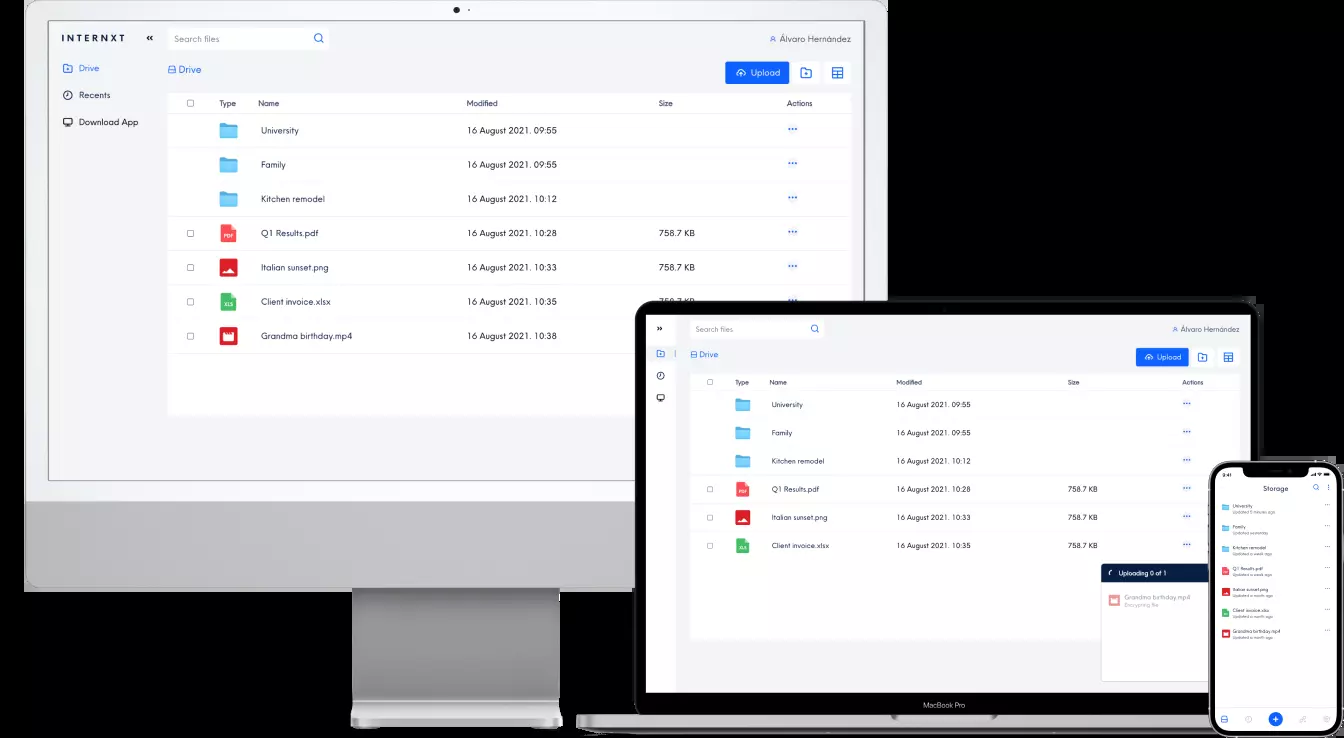 INTERNXT «
Search files
Álvaro Hernández
Drive
Recents
Download App
Drive
Upload
Type Name Modified Size Actions
University 16 August 2021. 09:55
Family 16 August 2021. 09:55
Kitchen remodel 16 August 2021. 10:12
PDF Q1 Results.pdf 16 August 2021. 10:28 758.7 KB
Italian sunset.png 16 August 2021. 10:33 758.7 KB
XLS Client invoice.xlsx 16 August 2021. 10:35 758.7 KB
Grandma birthday.mp4 16 August 2021. 10:38
»
Search files
Álvaro Hernández
Drive
Upload
Type Name Modified Size Actions
University 16 August 2021. 09:55
Family 16 August 2021. 09:55
Kitchen remodel 16 August 2021. 10:12
PDF Q1 Results.pdf 16 August 2021. 10:28 758.7 KB
Italian sunset.png 16 August 2021. 10:33 758.7 KB
XLS Client invoice.xlsx 16 August 2021. 10:35 758.7 KB
Uploading 0 of 1
Grandma birthday.mp4
Encrypting file
MacBook Pro
9:41
Storage
University
Updated 5 minutes ago
Family
Updated yesterday
Kitchen remodel
Updated a week ago
Q1 Results.pdf
Updated a week ago
Italian sunset.png
Updated a month ago
Client invoice.xlsx
Updated a month ago
Grandma birthday.mp4
Updated a month ago